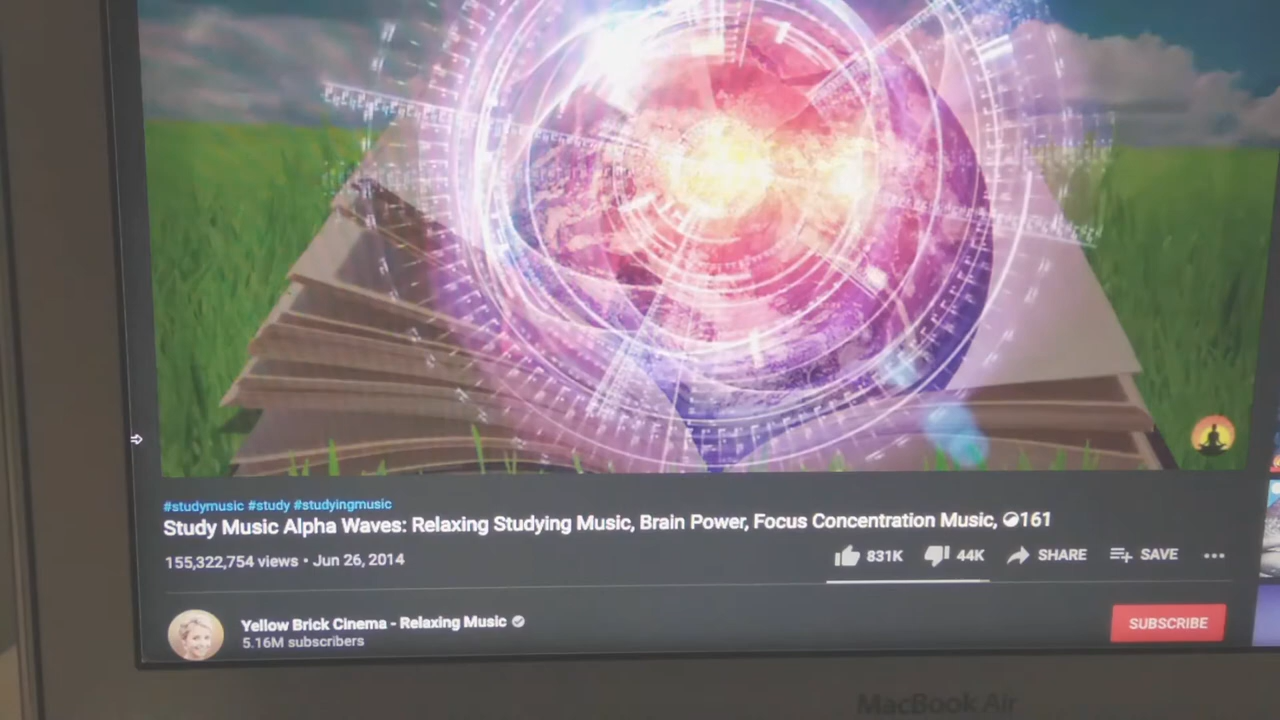 #studymusic #study #studyingmusic
Study Music Alpha Waves: Relaxing Studying Music, Brain Power, Focus Concentration Music, ◕161
155,322,754 views • Jun 26, 2014
831K 44K SHARE SAVE
Yellow Brick Cinema - Relaxing Music
5.16M subscribers
SUBSCRIBE
MacBook Air